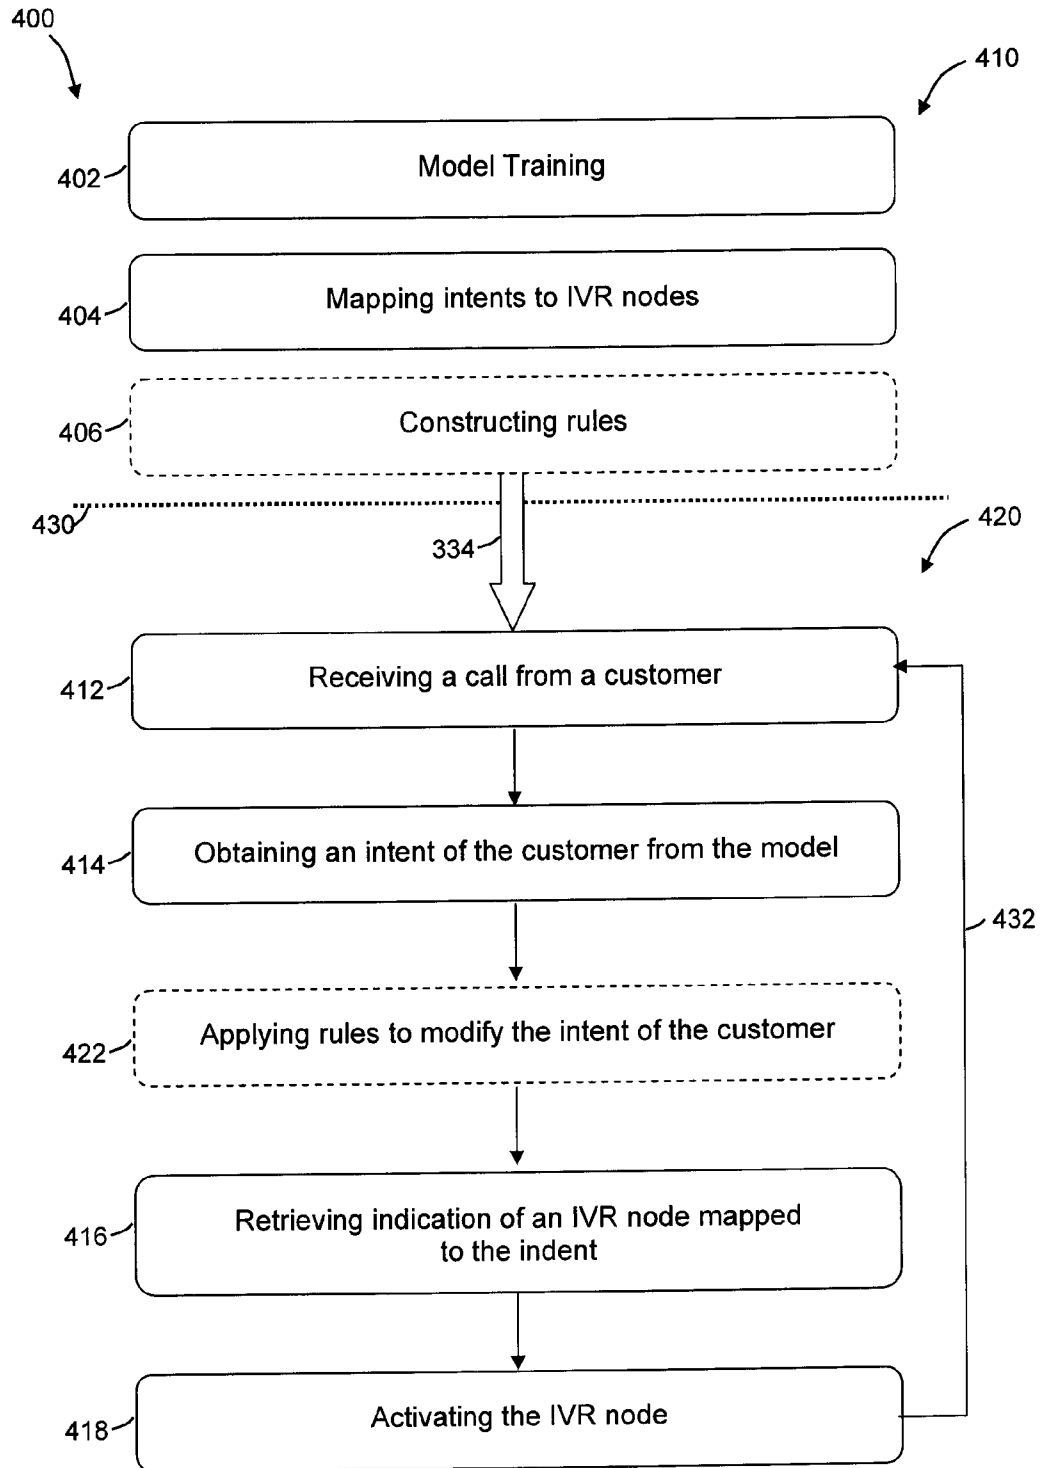 400
410
Model Training
402
Mapping intents to IVR nodes
404
Constructing rules
406
430
420
334
Receiving a call from a customer
412
Obtaining an intent of the customer from the model
414
432
Applying rules to modify the intent of the customer
422
Retrieving indication of an IVR node mapped
to the indent
416
Activating the IVR node
418